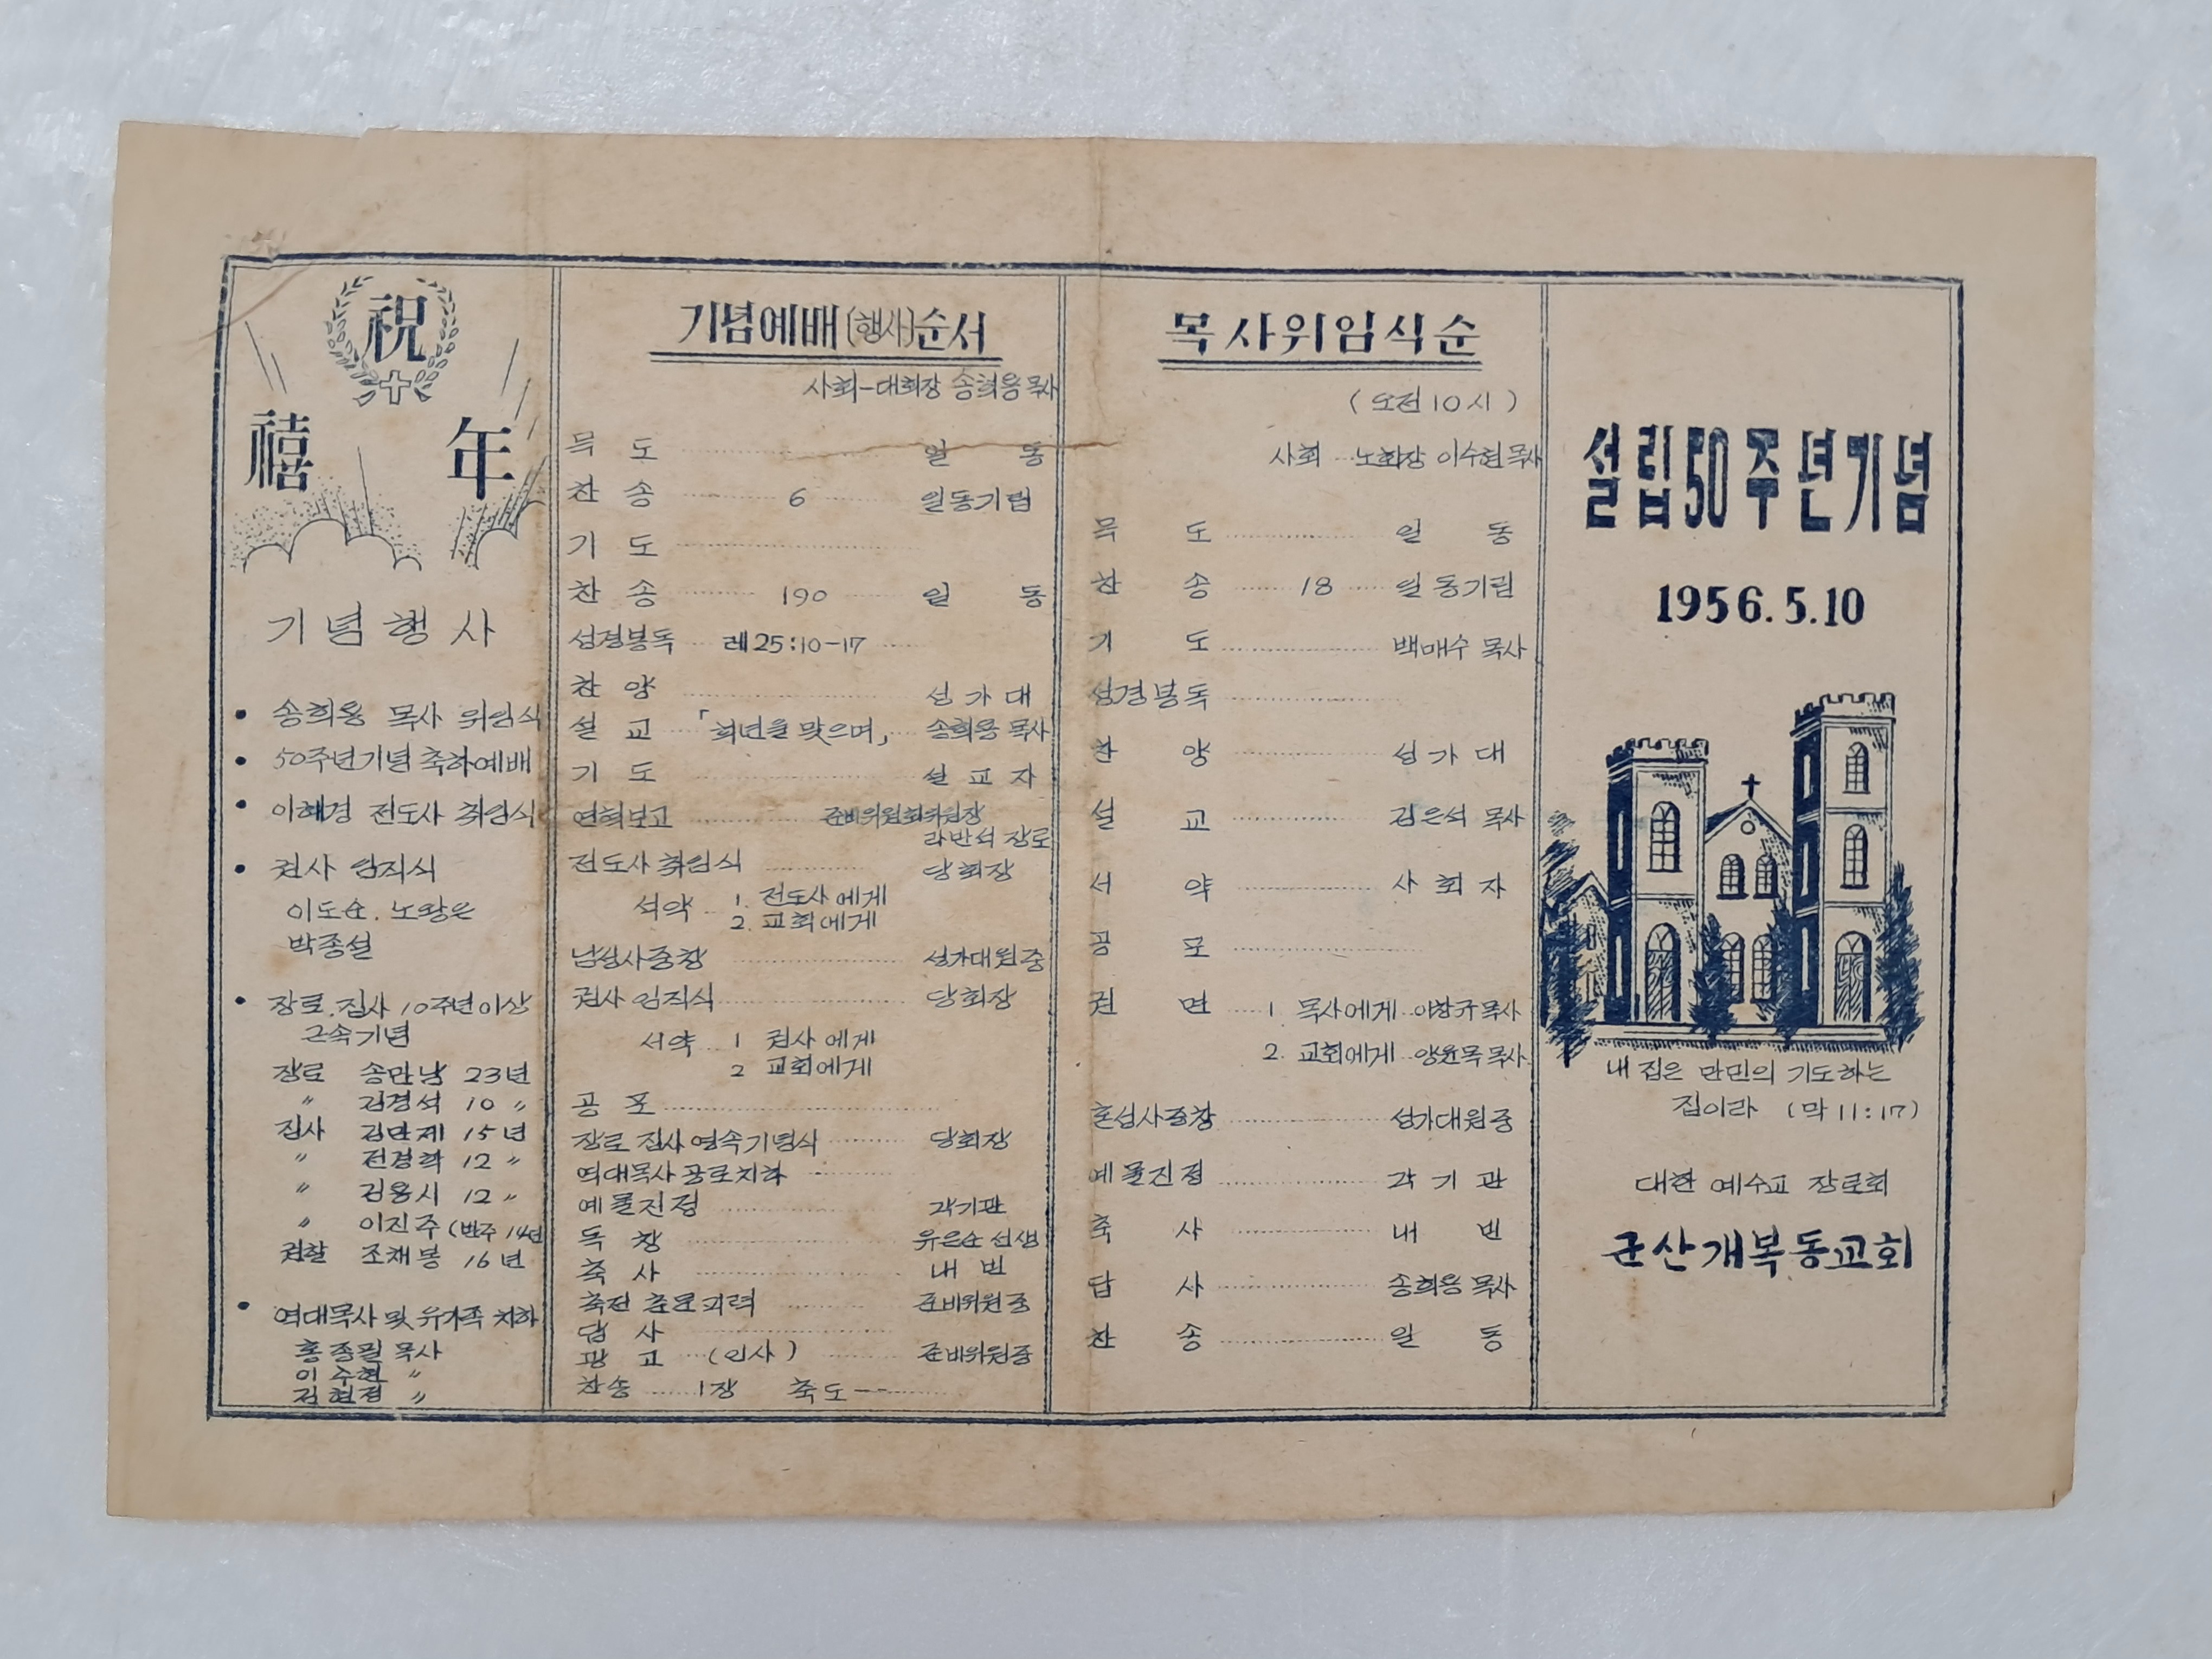 祝
禧 年
기념행사
• 송희용 목사 위임식
• 50주년기념 축하예배
• 이해경 전도사 취임식
• 권사 임직식
이도순. 노왕은
박종설
• 장로. 집사 10주년이상
근속기념
장로 송만남 23년
〃 김경석 10 〃
집사 김만제 15년
〃 전경학 12 〃
〃 김용시 12 〃
〃 이진주 (반주 14년
권찰 조채봉 16년
• 역대목사 및 유가족 치하
홍종필 목사
이수현 〃
김현정 〃
기념예배(행사)순서
사회-대회장 송희용 목사
묵 도 일 동
찬 송 6 일동기립
기 도
찬 송 190 일 동
성경봉독 레25:10-17
찬 양 성 가 대
설 교 「희년을 맞으며」 송희용 목사
기 도 설 교 자
연혁보고 준비위원회위원장
라반석 장로
전도사 취임식 당회장
서약 1. 전도사에게
2. 교회에게
남성사중창 성가대원중
권사 임직식 당회장
서약 1 권사에게
2 교회에게
공 포
장로 집사 영속기념식 당회장
역대목사 공로치하
예물진정 각기관
독 창 유은순 선생
축 사 내 빈
축전 축문피력 준비위원중
답 사
광 고 (인사) 준비위원중
찬송 1장 축도
목사위임식순
(오전10시)
사회 노회장 이수현 목사
묵 도 일 동
찬 송 18 일동기립
기 도 백매수 목사
성경봉독
찬 양 성 가 대
설 교 김은석 목사
서 약 사 회 자
공 포
권 면 1 목사에게 이창규 목사
2. 교회에게 양윤묵 목사
혼성사중창 성가대원중
예물진정 각 기 관
축 사 내 빈
답 사 송희용 목사
찬 송 일 동
설립50주년기념
1956.5.10
내 집은 만민의 기도하는
집이라 (막 11:17)
대한 예수교 장로회
군산개복동교회